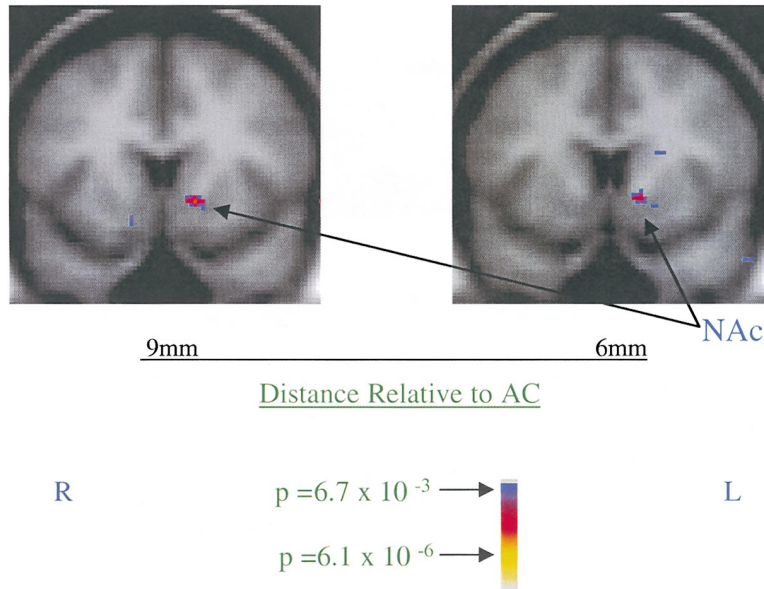 NAc
9mm 6mm
Distance Relative to AC
R L
p =6.7 x 10 -3
p =6.1 x 10 -6